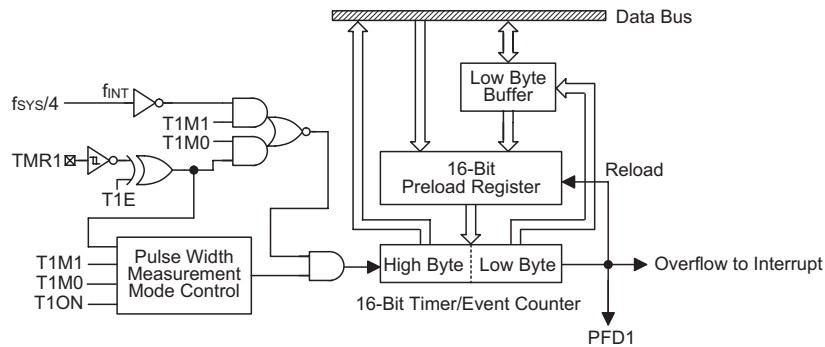 Data Bus
Low Byte
Buffer
fINT
fSYS/4
T1M1
T1M0
TMR1
T1E
16-Bit
Preload Register
Reload
Pulse Width
Measurement
Mode Control
T1M1
T1M0
T1ON
High Byte
Low Byte
Overflow to Interrupt
16-Bit Timer/Event Counter
PFD1